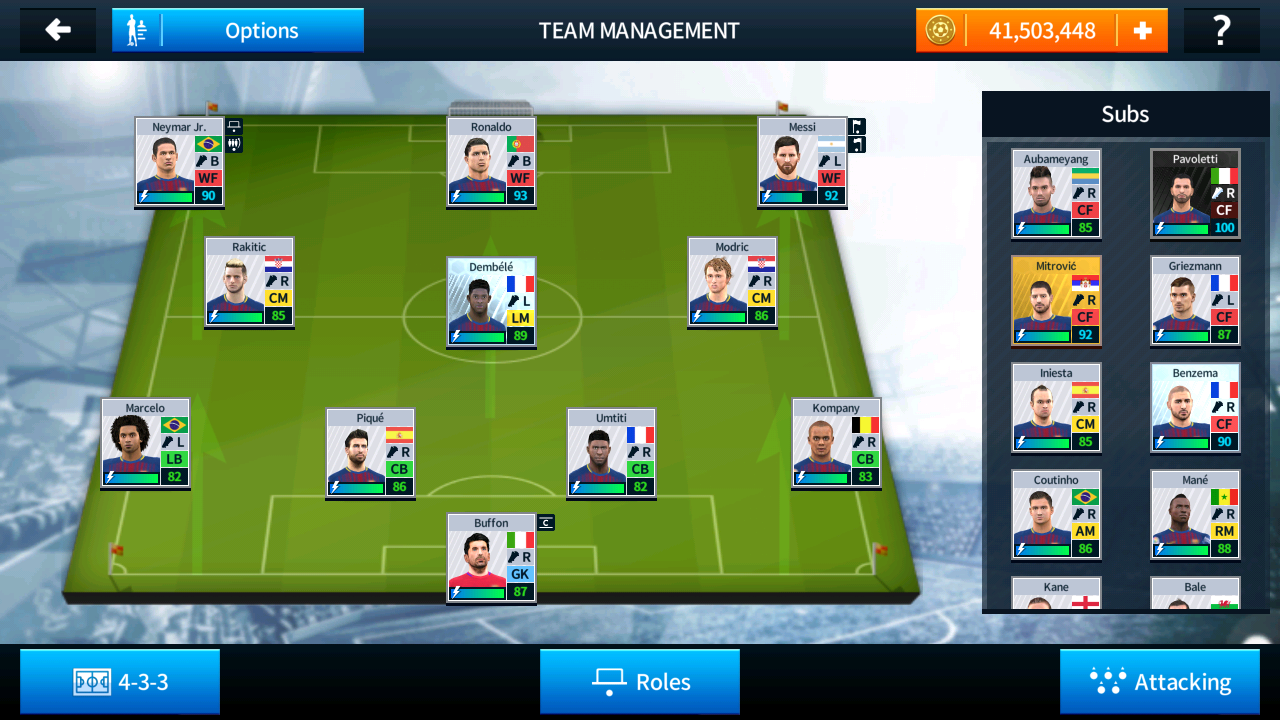 Options
TEAM MANAGEMENT
41,503,448
?
Subs
Neymar Jr.
B
WF
90
Ronaldo
B
WF
93
Messi
L
WF
92
Rakitic
R
CM
85
Dembélé
L
LM
89
Modric
R
CM
86
Marcelo
L
LB
82
Piqué
R
CB
86
Umtiti
R
CB
82
Kompany
R
CB
83
Buffon
C
R
GK
87
Aubameyang
R
CF
85
Pavoletti
R
CF
100
Mitrović
R
CF
92
Griezmann
L
CF
87
Iniesta
R
CM
85
Benzema
R
CF
90
Coutinho
R
AM
86
Mané
R
RM
88
Kane
Bale
4-3-3
Roles
Attacking